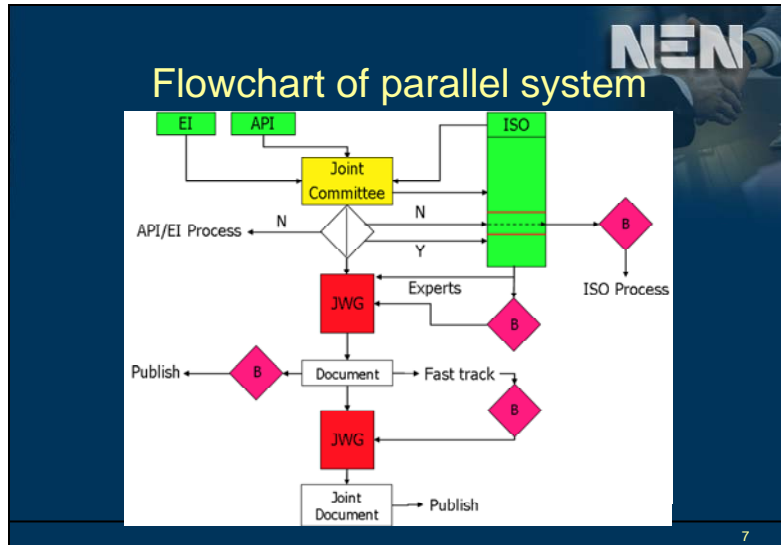 NEN
Flowchart of parallel system
EI
API
ISO
Joint
Committee
N
N
B
API/EI Process
Y
Experts
ISO Process
JWG
B
Publish
B
Document
Fast track
B
JWG
Joint
Document
Publish
7